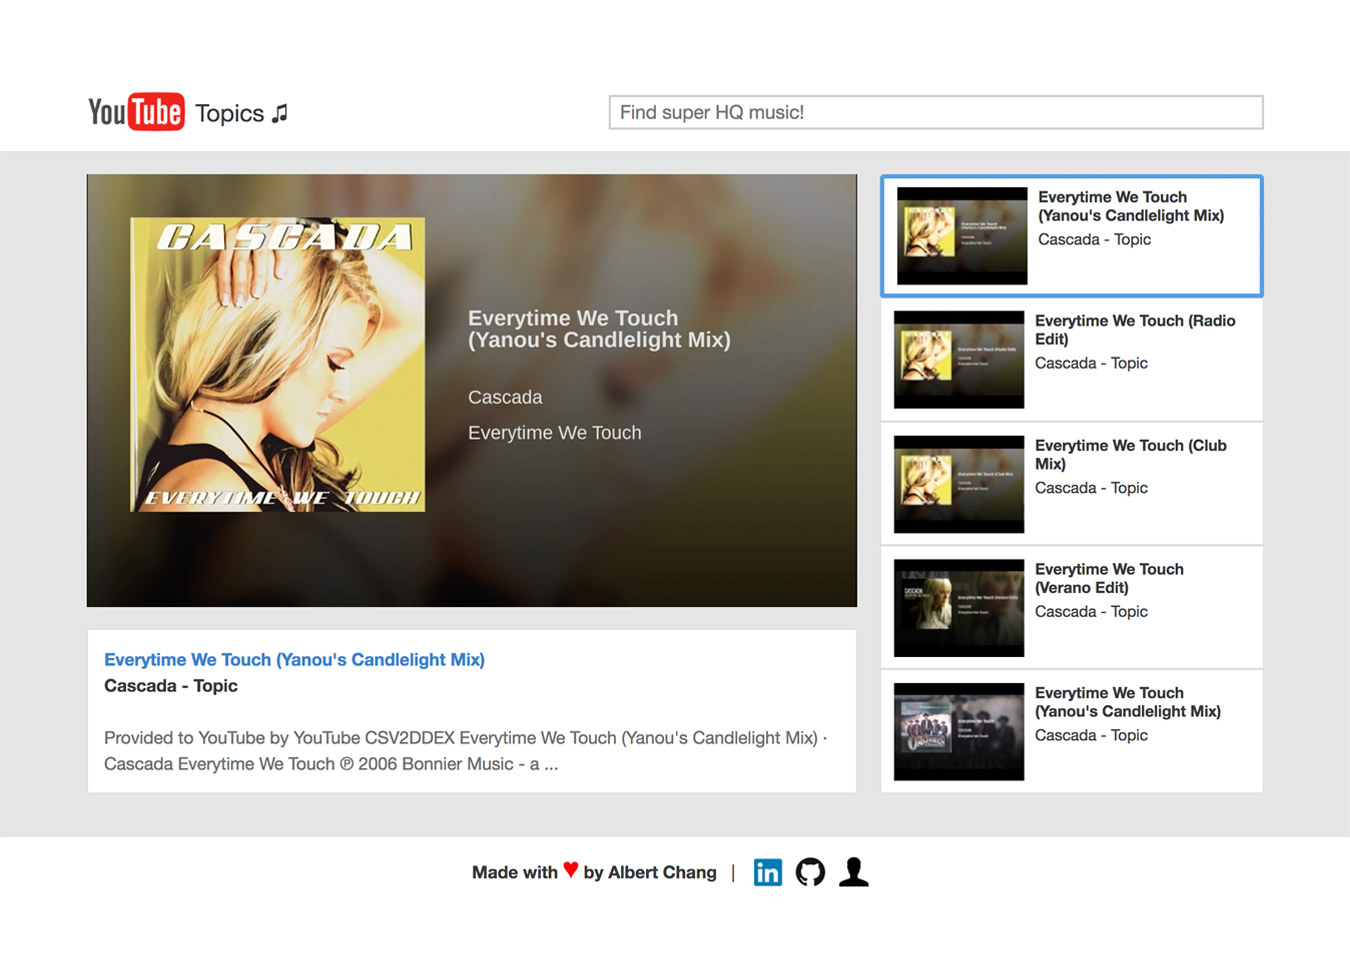 YouTube Topics ♫
Find super HQ music!
CASCADA
Everytime We Touch
(Yanou's Candlelight Mix)
Cascada
Everytime We Touch
EVERYTIME WE TOUCH
Everytime We Touch (Yanou's Candlelight Mix)
Cascada - Topic
Provided to YouTube by YouTube CSV2DDEX Everytime We Touch (Yanou's Candlelight Mix) ·
Cascada Everytime We Touch ℗ 2006 Bonnier Music - a ...
Everytime We Touch
(Yanou's Candlelight Mix)
Cascada - Topic
Everytime We Touch (Radio
Edit)
Cascada - Topic
Everytime We Touch (Club
Mix)
Cascada - Topic
Everytime We Touch
(Verano Edit)
Cascada - Topic
Everytime We Touch
(Yanou's Candlelight Mix)
Cascada - Topic
Made with ♥ by Albert Chang |
in